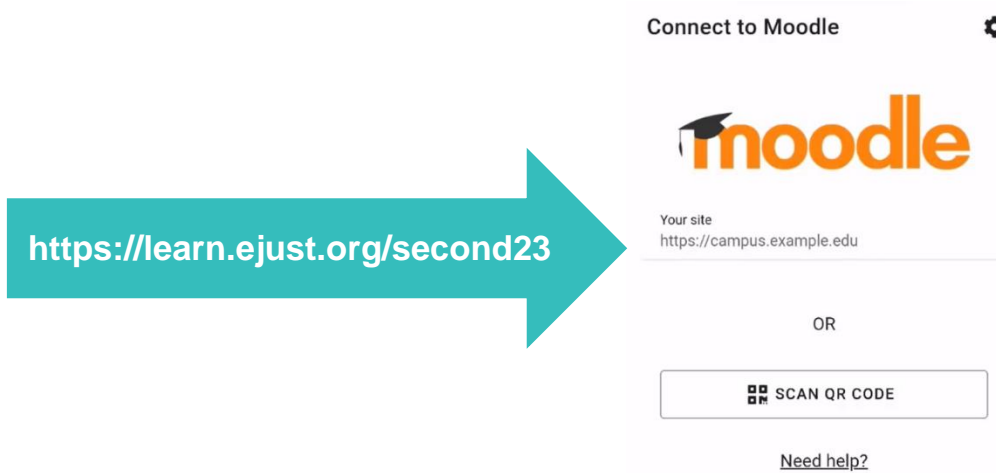 Connect to Moodle
moodle
https://learn.ejust.org/second23
Your site
https://campus.example.edu
OR
SCAN QR CODE
Need help?